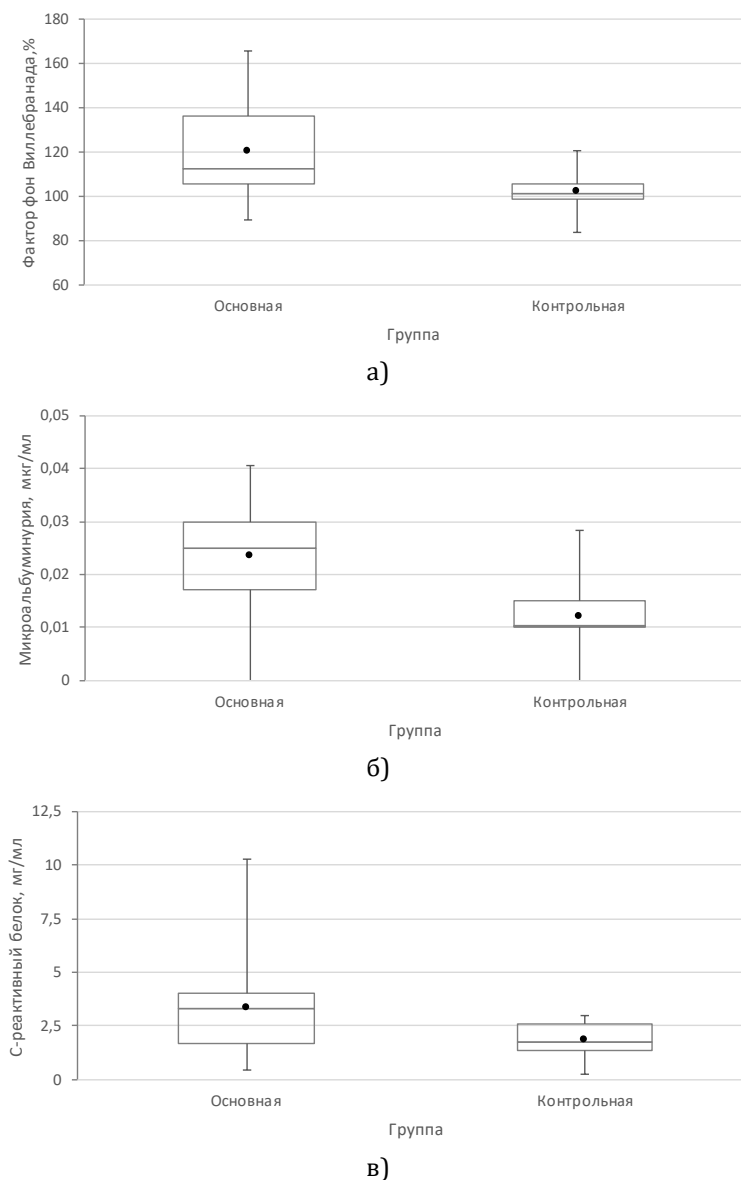 180
160
140
120
100
80
60
Фактор фон Виллебранада,%
Основная
Контрольная
Группа
а)
0,05
0,04
0,03
0,02
0,01
0
Микроальбуминурия, мкг/мл
Основная
Контрольная
Группа
б)
12,5
10
7,5
5
2,5
0
С-реактивный белок, мг/мл
Основная
Контрольная
Группа
в)